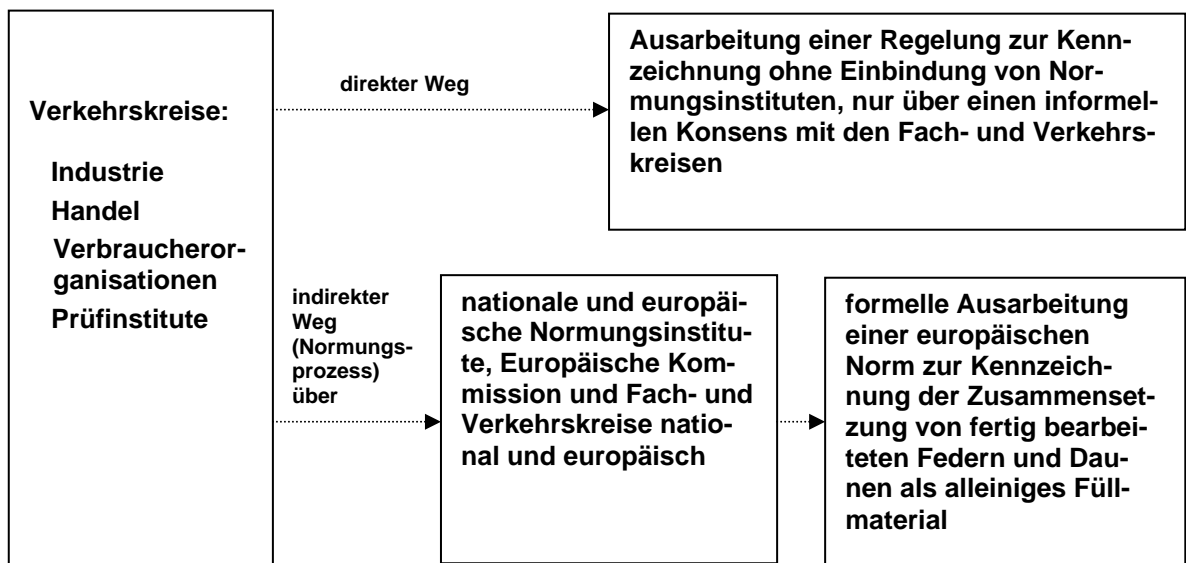 Verkehrskreise:
Industrie
Handel
Verbraucheror-
ganisationen
Prüfinstitute
direkter Weg
Ausarbeitung einer Regelung zur Kenn-
zeichnung ohne Einbindung von Nor-
mungsinstituten, nur über einen informel-
len Konsens mit den Fach- und Verkehrs-
kreisen
indirekter
Weg
(Normungs-
prozess)
über
nationale und europäi-
sche Normungsinstitu-
te, Europäische Kom-
mission und Fach- und
Verkehrskreise natio-
nal und europäisch
formelle Ausarbeitung
einer europäischen
Norm zur Kennzeich-
nung der Zusammenset-
zung von fertig bearbei-
teten Federn und Dau-
nen als alleiniges Füll-
material